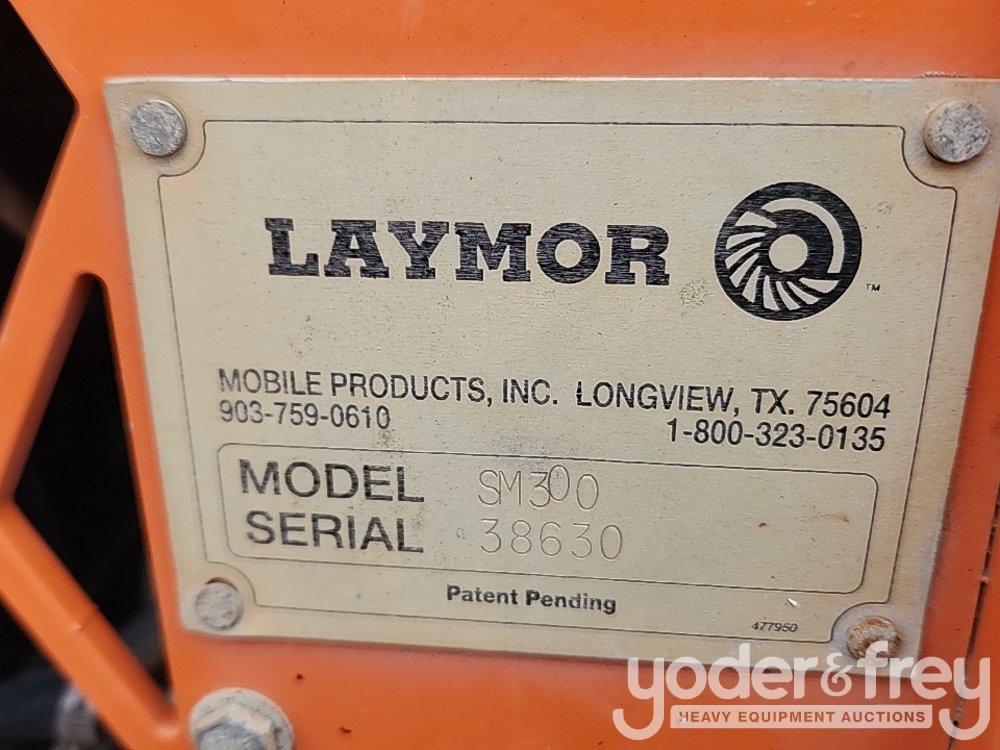 LAYMOR
TM
MOBILE PRODUCTS, INC. LONGVIEW, TX. 75604
903-759-0610 1-800-323-0135
MODEL SM300
SERIAL 38630
Patent Pending
477950
yoder&frey
HEAVY EQUIPMENT AUCTIONS